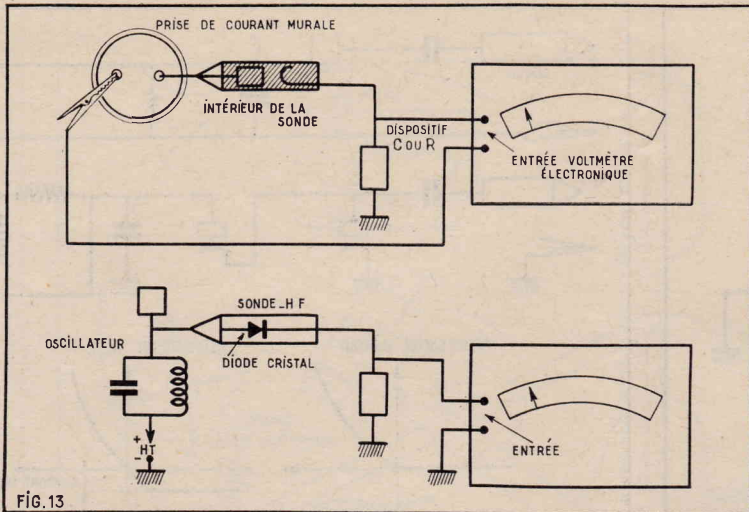 PRISE DE COURANT MURALE
INTÉRIEUR DE LA
SONDE
DISPOSITIF
C ou R
ENTRÉE VOLTMÈTRE
ÉLECTRONIQUE
SONDE_HF
OSCILLATEUR
DIODE CRISTAL
+
HT
-
ENTRÉE
FIG.13